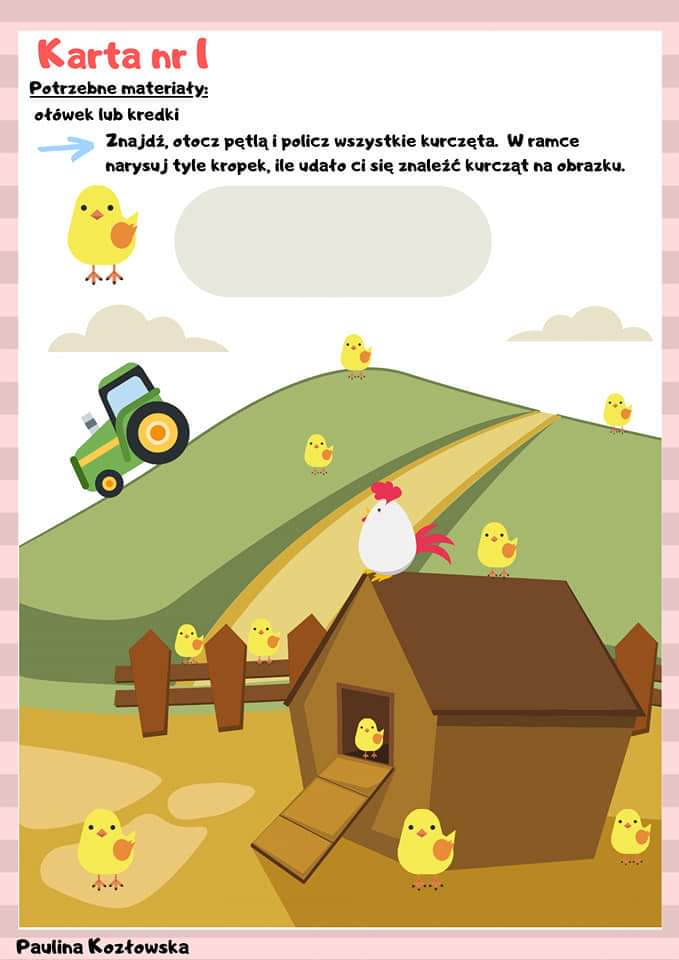 Karta nr 1
Potrzebne materiały:
ołówek lub kredki
Znajdź, otocz pętlą i policz wszystkie kurczęta. W ramce
narysuj tyle kropek, ile udało ci się znaleźć kurcząt na obrazku.
Paulina Kozłowska